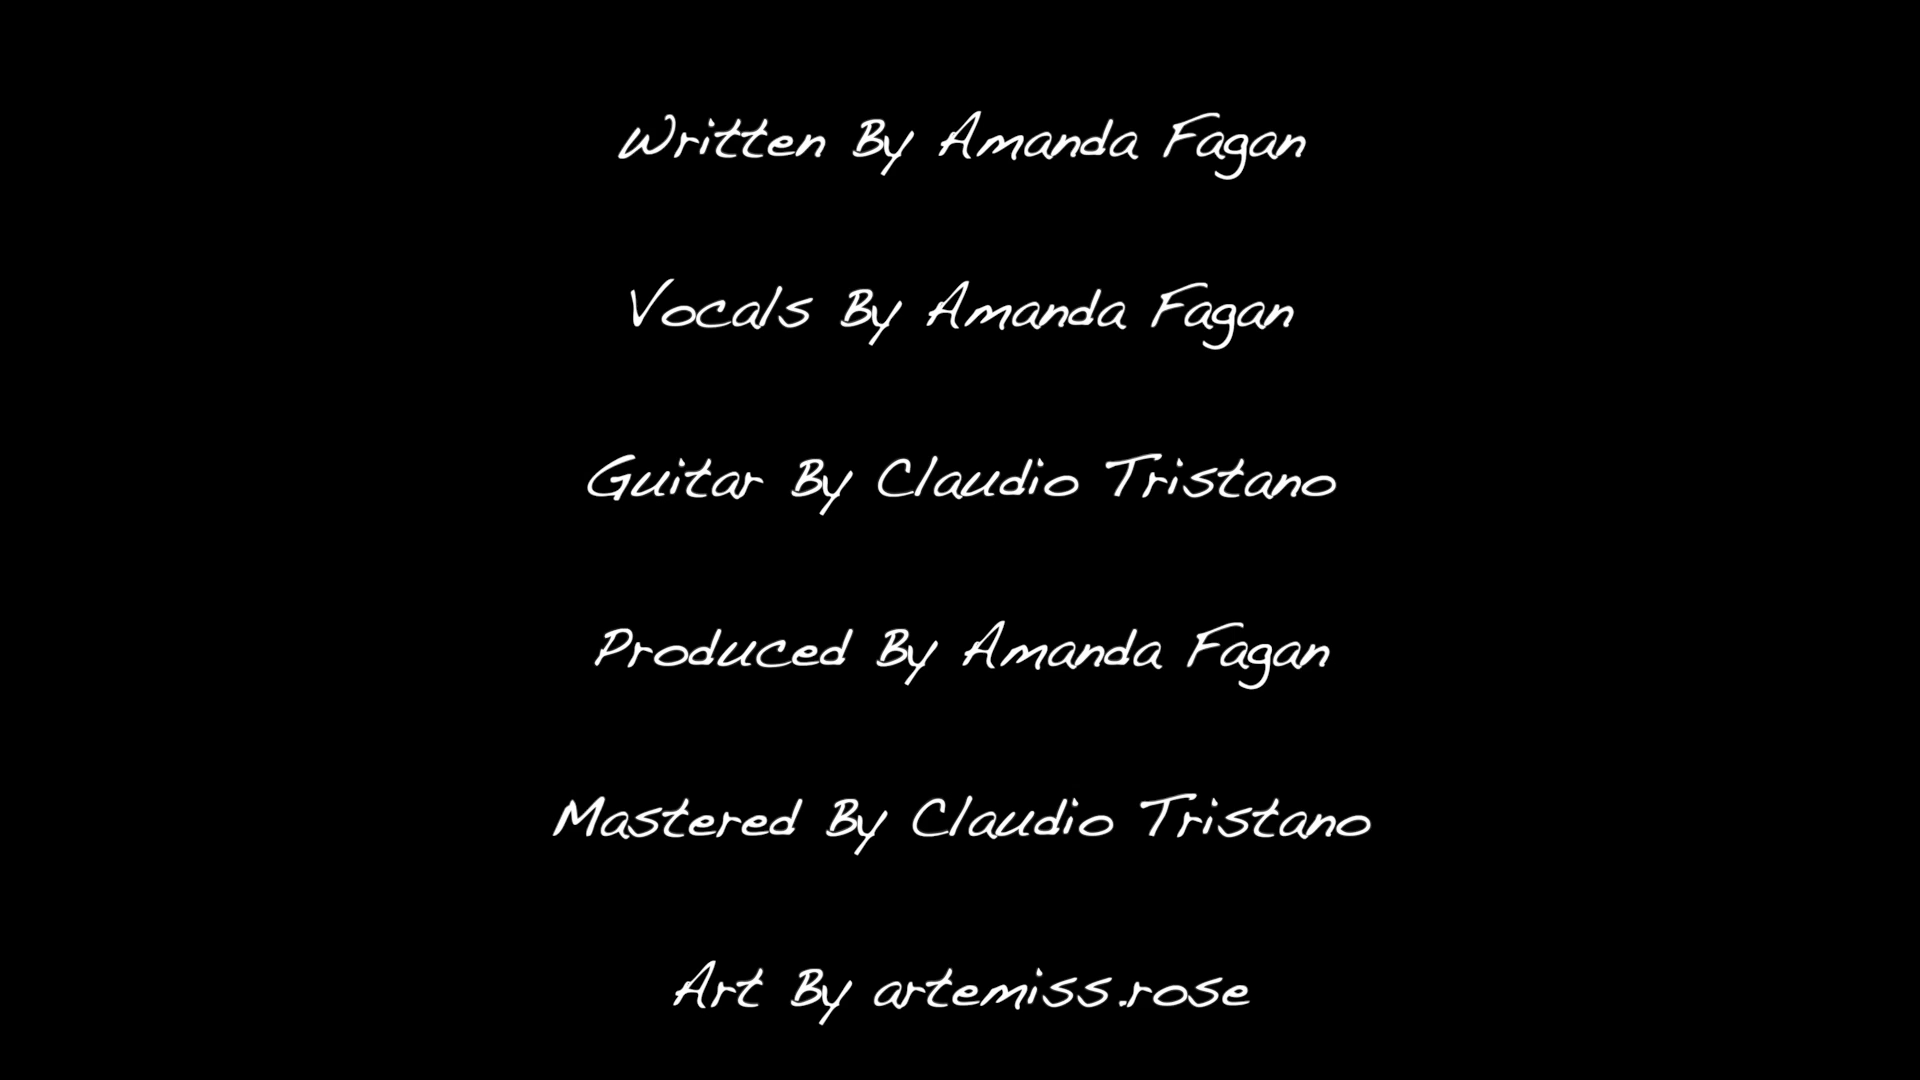 Written By Amanda Fagan
Vocals By Amanda Fagan
Guitar By Claudio Tristano
Produced By Amanda Fagan
Mastered By Claudio Tristano
Art By artemiss.rose